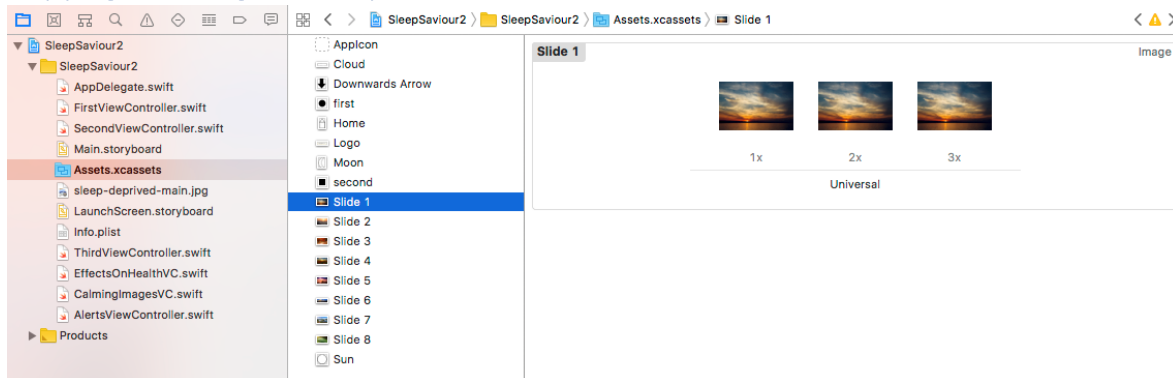 SleepSaviour2 SleepSaviour2 Assets.xcassets Slide 1
SleepSaviour2
SleepSaviour2
AppDelegate.swift
FirstViewController.swift
SecondViewController.swift
Main.storyboard
Assets.xcassets
sleep-deprived-main.jpg
LaunchScreen.storyboard
Info.plist
ThirdViewController.swift
EffectsOnHealthVC.swift
CalmingImagesVC.swift
AlertsViewController.swift
Products
AppIcon
Cloud
Downwards Arrow
first
Home
Logo
Moon
second
Slide 1
Slide 2
Slide 3
Slide 4
Slide 5
Slide 6
Slide 7
Slide 8
Sun
Slide 1 Image
1x 2x 3x
Universal